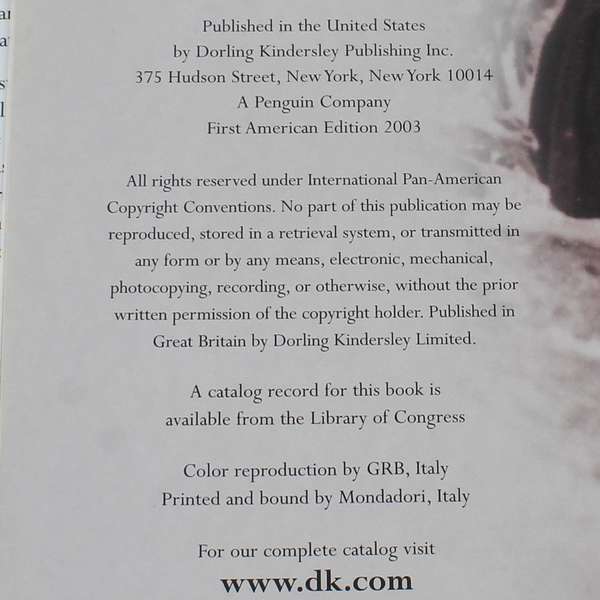 Published in the United States
by Dorling Kindersley Publishing Inc.
375 Hudson Street, New York, New York 10014
A Penguin Company
First American Edition 2003
All rights reserved under International Pan-American
Copyright Conventions. No part of this publication may be
reproduced, stored in a retrieval system, or transmitted in
any form or by any means, electronic, mechanical,
photocopying, recording, or otherwise, without the prior
written permission of the copyright holder. Published in
Great Britain by Dorling Kindersley Limited.
A catalog record for this book is
available from the Library of Congress
Color reproduction by GRB, Italy
Printed and bound by Mondadori, Italy
For our complete catalog visit
www.dk.com